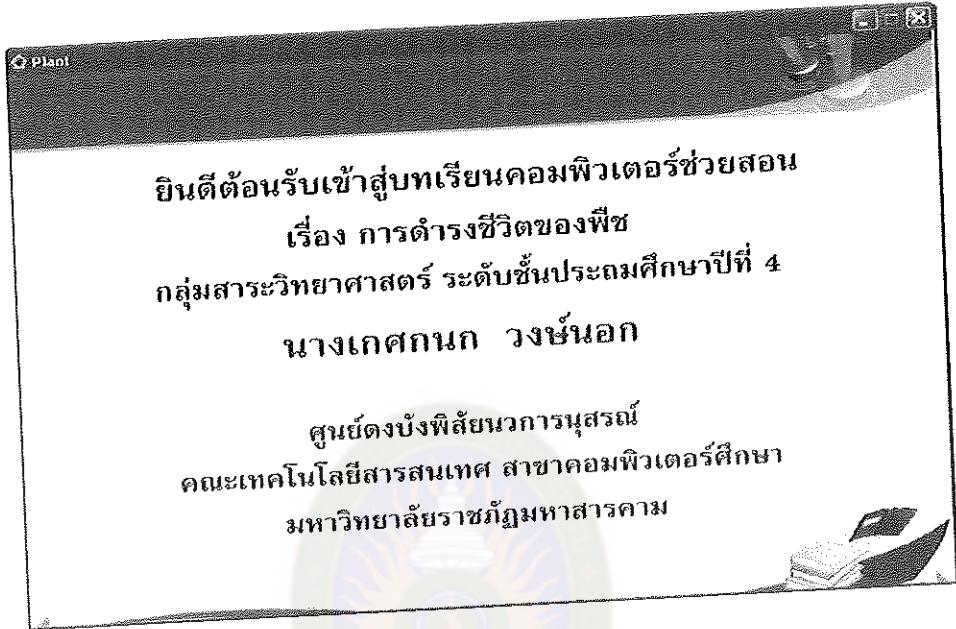 Plant
ยินดีต้อนรับเข้าสู่บทเรียนคอมพิวเตอร์ช่วยสอน
เรื่อง การดำรงชีวิตของพืช
กลุ่มสาระวิทยาศาสตร์ ระดับชั้นประถมศึกษาปีที่ 4
นางเกศกนก วงษ์นอก
ศูนย์ดงบังพิสัยนวการนุสรณ์
คณะเทคโนโลยีสารสนเทศ สาขาคอมพิวเตอร์ศึกษา
มหาวิทยาลัยราชภัฏมหาสารคาม